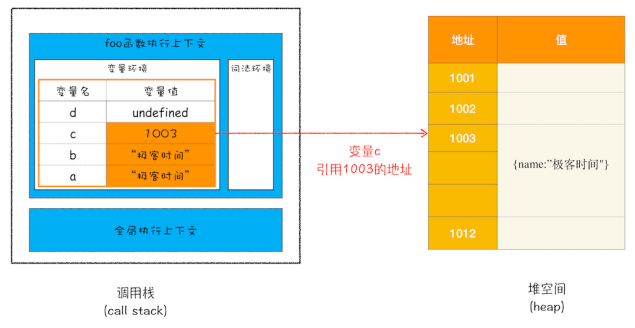 foo函数执行上下文
变量环境
词法环境
变量名 变量值
d undefined
c 1003
b “极客时间”
a “极客时间”
全局执行上下文
调用栈
(call stack)
变量c
引用1003的地址
地址 值
1001
1002
1003
{name:”极客时间"}
1012
堆空间
(heap)